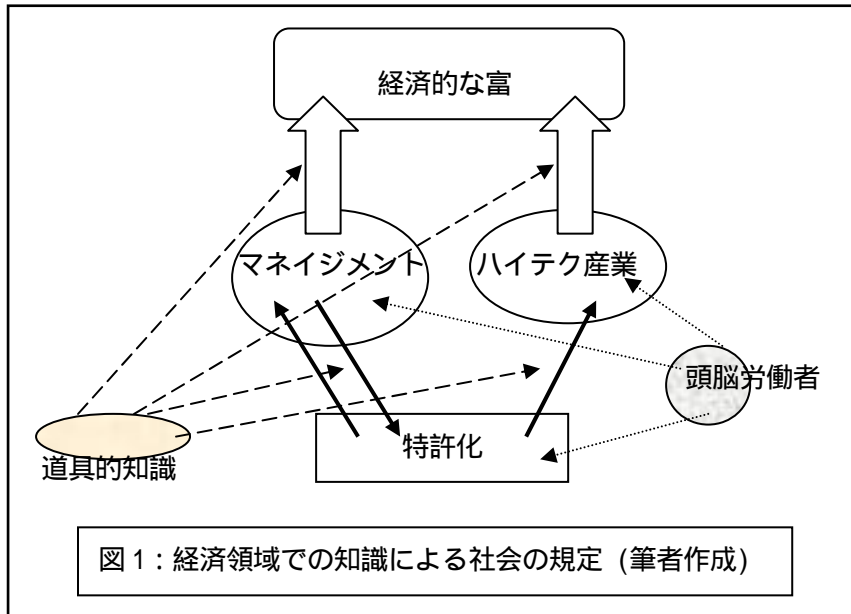 経済的な富
マネイジメント
ハイテク産業
頭脳労働者
特許化
道具的知識
図1：経済領域での知識による社会の規定（筆者作成）